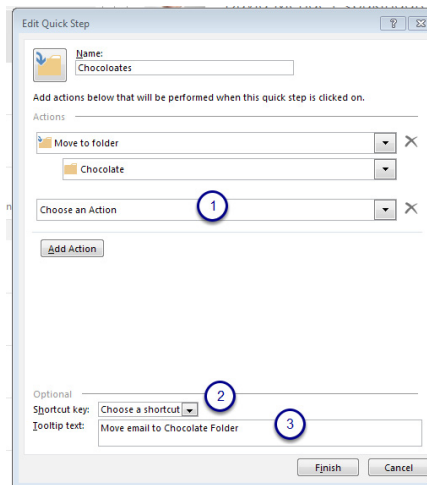 Edit Quick Step
Name:
Chocoloates
Add actions below that will be performed when this quick step is clicked on.
Actions
Move to folder
Chocolate
Choose an Action
1
Add Action
Optional
2
Shortcut key: Choose a shortcut
3
Tooltip text: Move email to Chocolate Folder
Finish Cancel